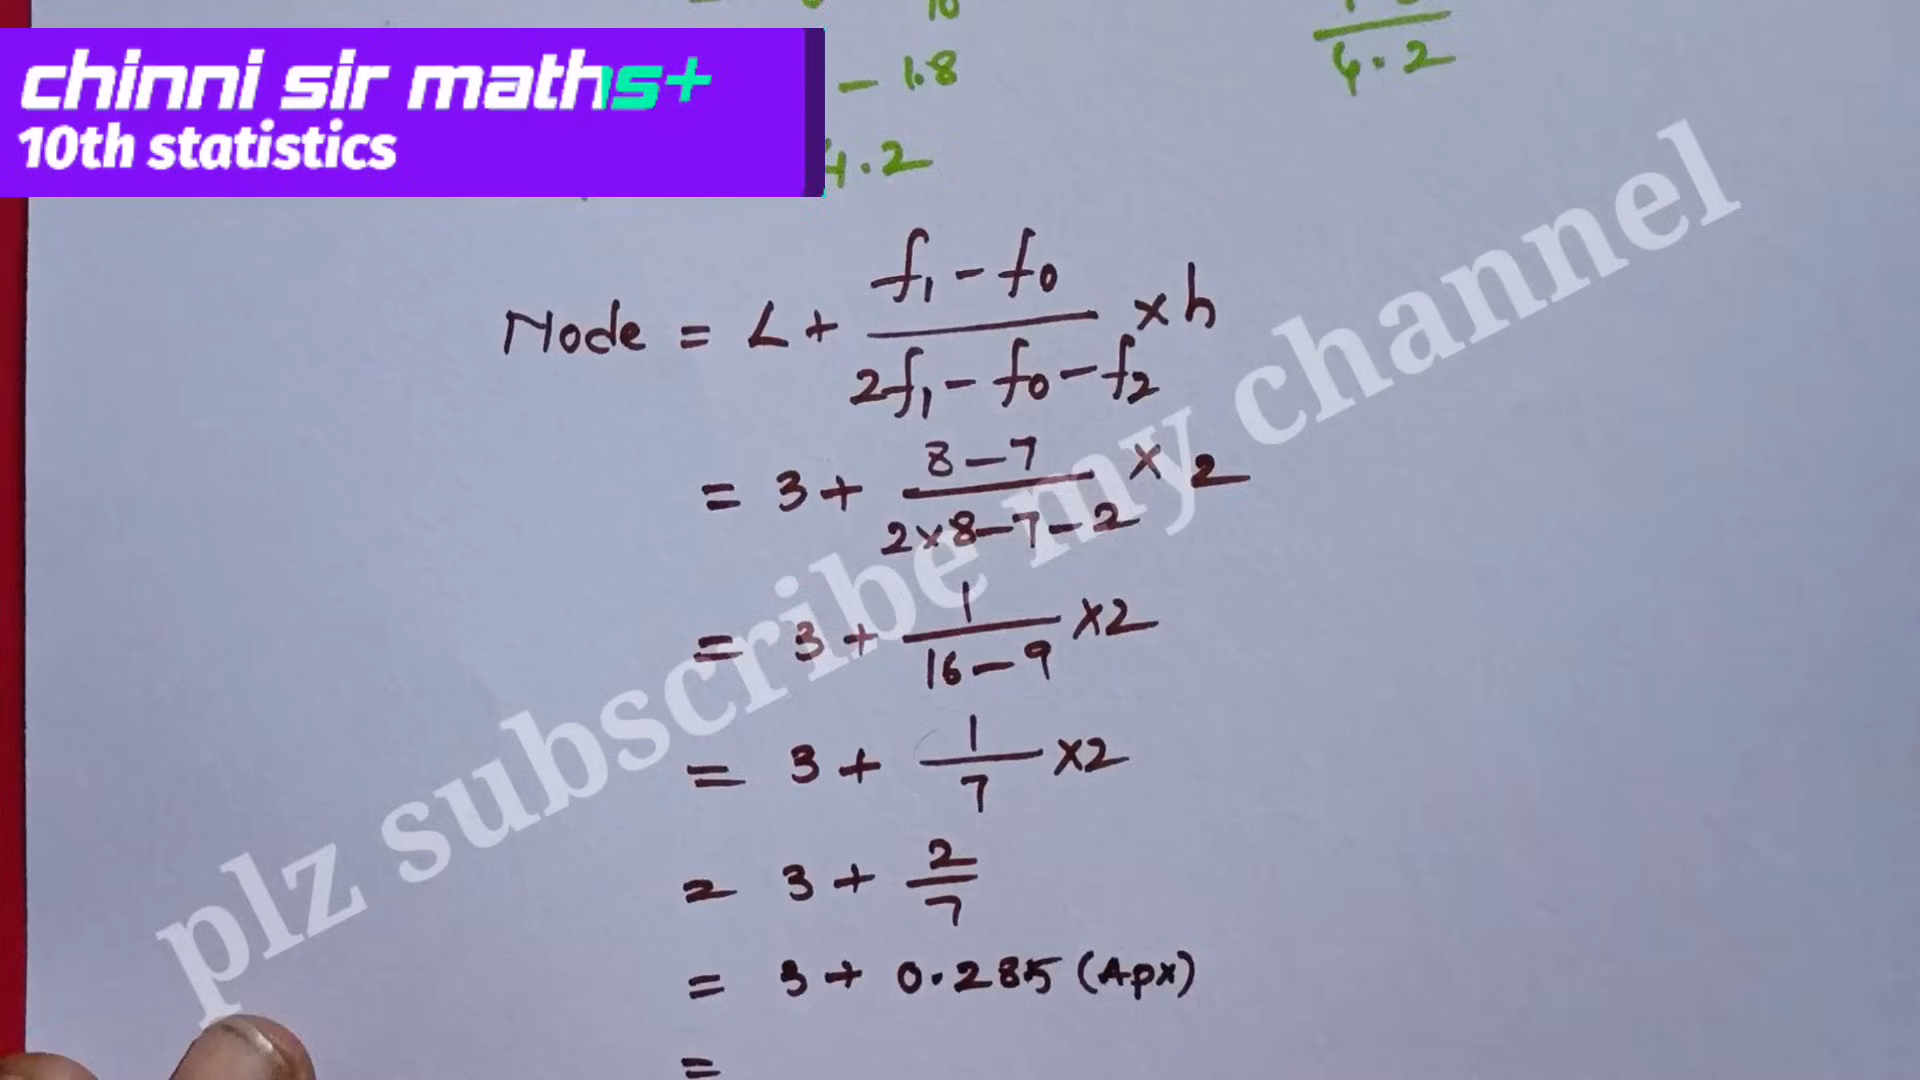 10
chinni sir maths+
10th statistics
- 1.8
4.2
4.2
Mode = L + f1 - f0 / 2f1 - f0 - f2 × h
= 3 + 8 - 7 / 2×8-7-2 × 2
= 3 + 1 / 16-9 ×2
= 3 + 1/7 ×2
= 3 + 2/7
= 3 + 0.285 (Apx)
=
plz subscribe my channel